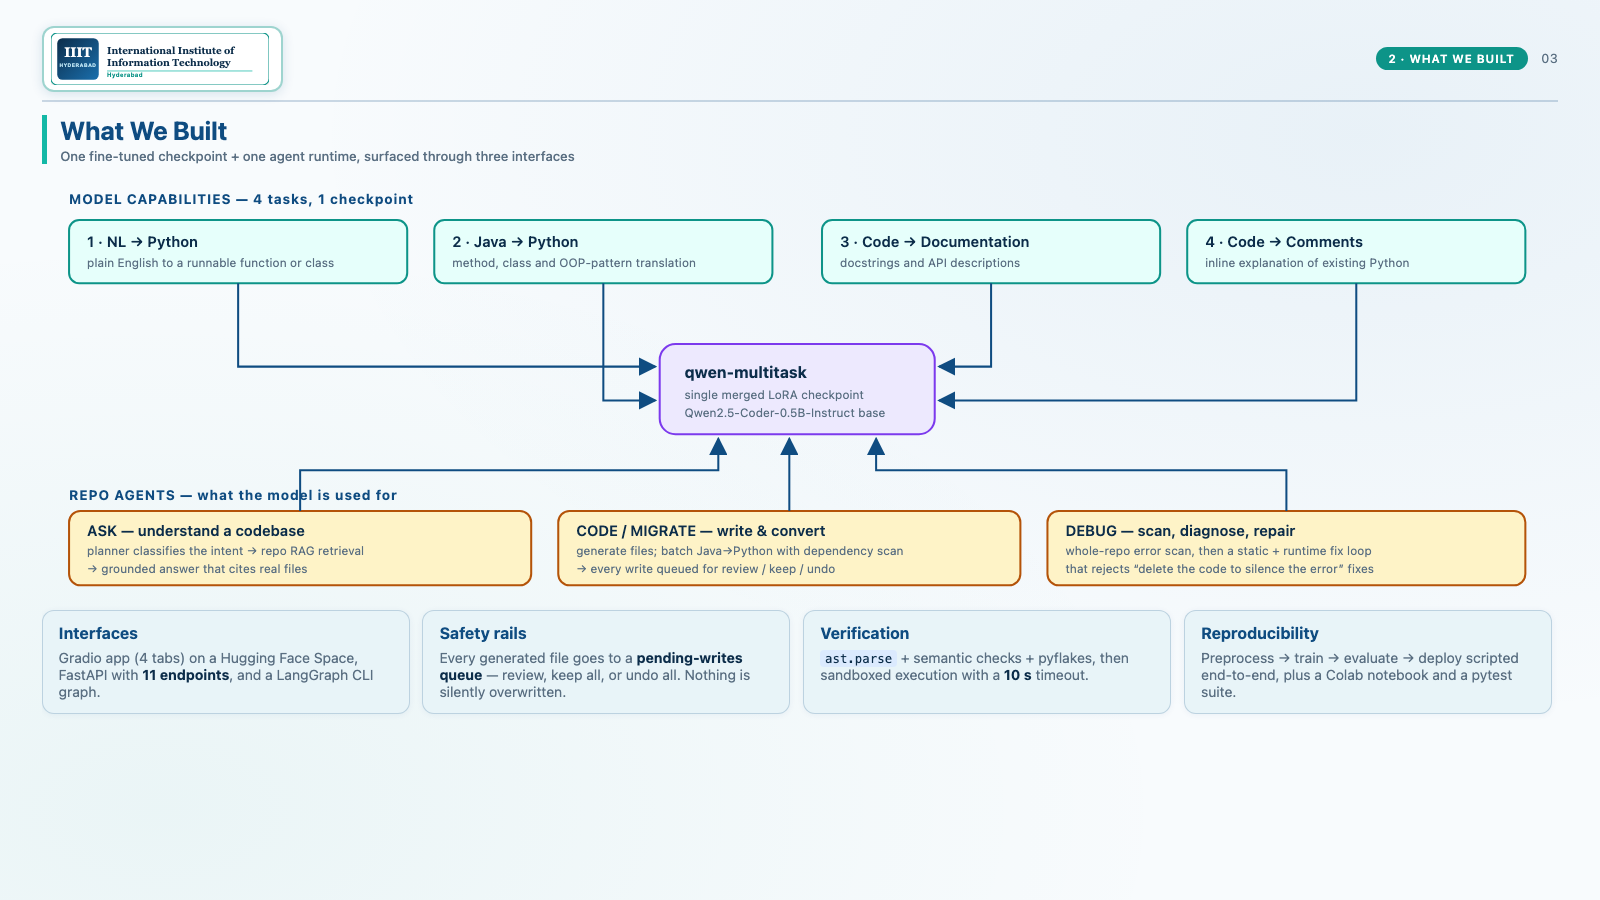 IIIT
HYDERABAD
International Institute of
Information Technology
Hyderabad
2 · WHAT WE BUILT
03
What We Built
One fine-tuned checkpoint + one agent runtime, surfaced through three interfaces
MODEL CAPABILITIES — 4 tasks, 1 checkpoint
1 · NL → Python
plain English to a runnable function or class
2 · Java → Python
method, class and OOP-pattern translation
3 · Code → Documentation
docstrings and API descriptions
4 · Code → Comments
inline explanation of existing Python
qwen-multitask
single merged LoRA checkpoint
Qwen2.5-Coder-0.5B-Instruct base
REPO AGENTS — what the model is used for
ASK — understand a codebase
planner classifies the intent → repo RAG retrieval
→ grounded answer that cites real files
CODE / MIGRATE — write & convert
generate files; batch Java→Python with dependency scan
→ every write queued for review / keep / undo
DEBUG — scan, diagnose, repair
whole-repo error scan, then a static + runtime fix loop
that rejects “delete the code to silence the error” fixes
Interfaces
Gradio app (4 tabs) on a Hugging Face Space,
FastAPI with 11 endpoints, and a LangGraph CLI
graph.
Safety rails
Every generated file goes to a pending-writes
queue — review, keep all, or undo all. Nothing is
silently overwritten.
Verification
ast.parse + semantic checks + pyflakes, then
sandboxed execution with a 10 s timeout.
Reproducibility
Preprocess → train → evaluate → deploy scripted
end-to-end, plus a Colab notebook and a pytest
suite.